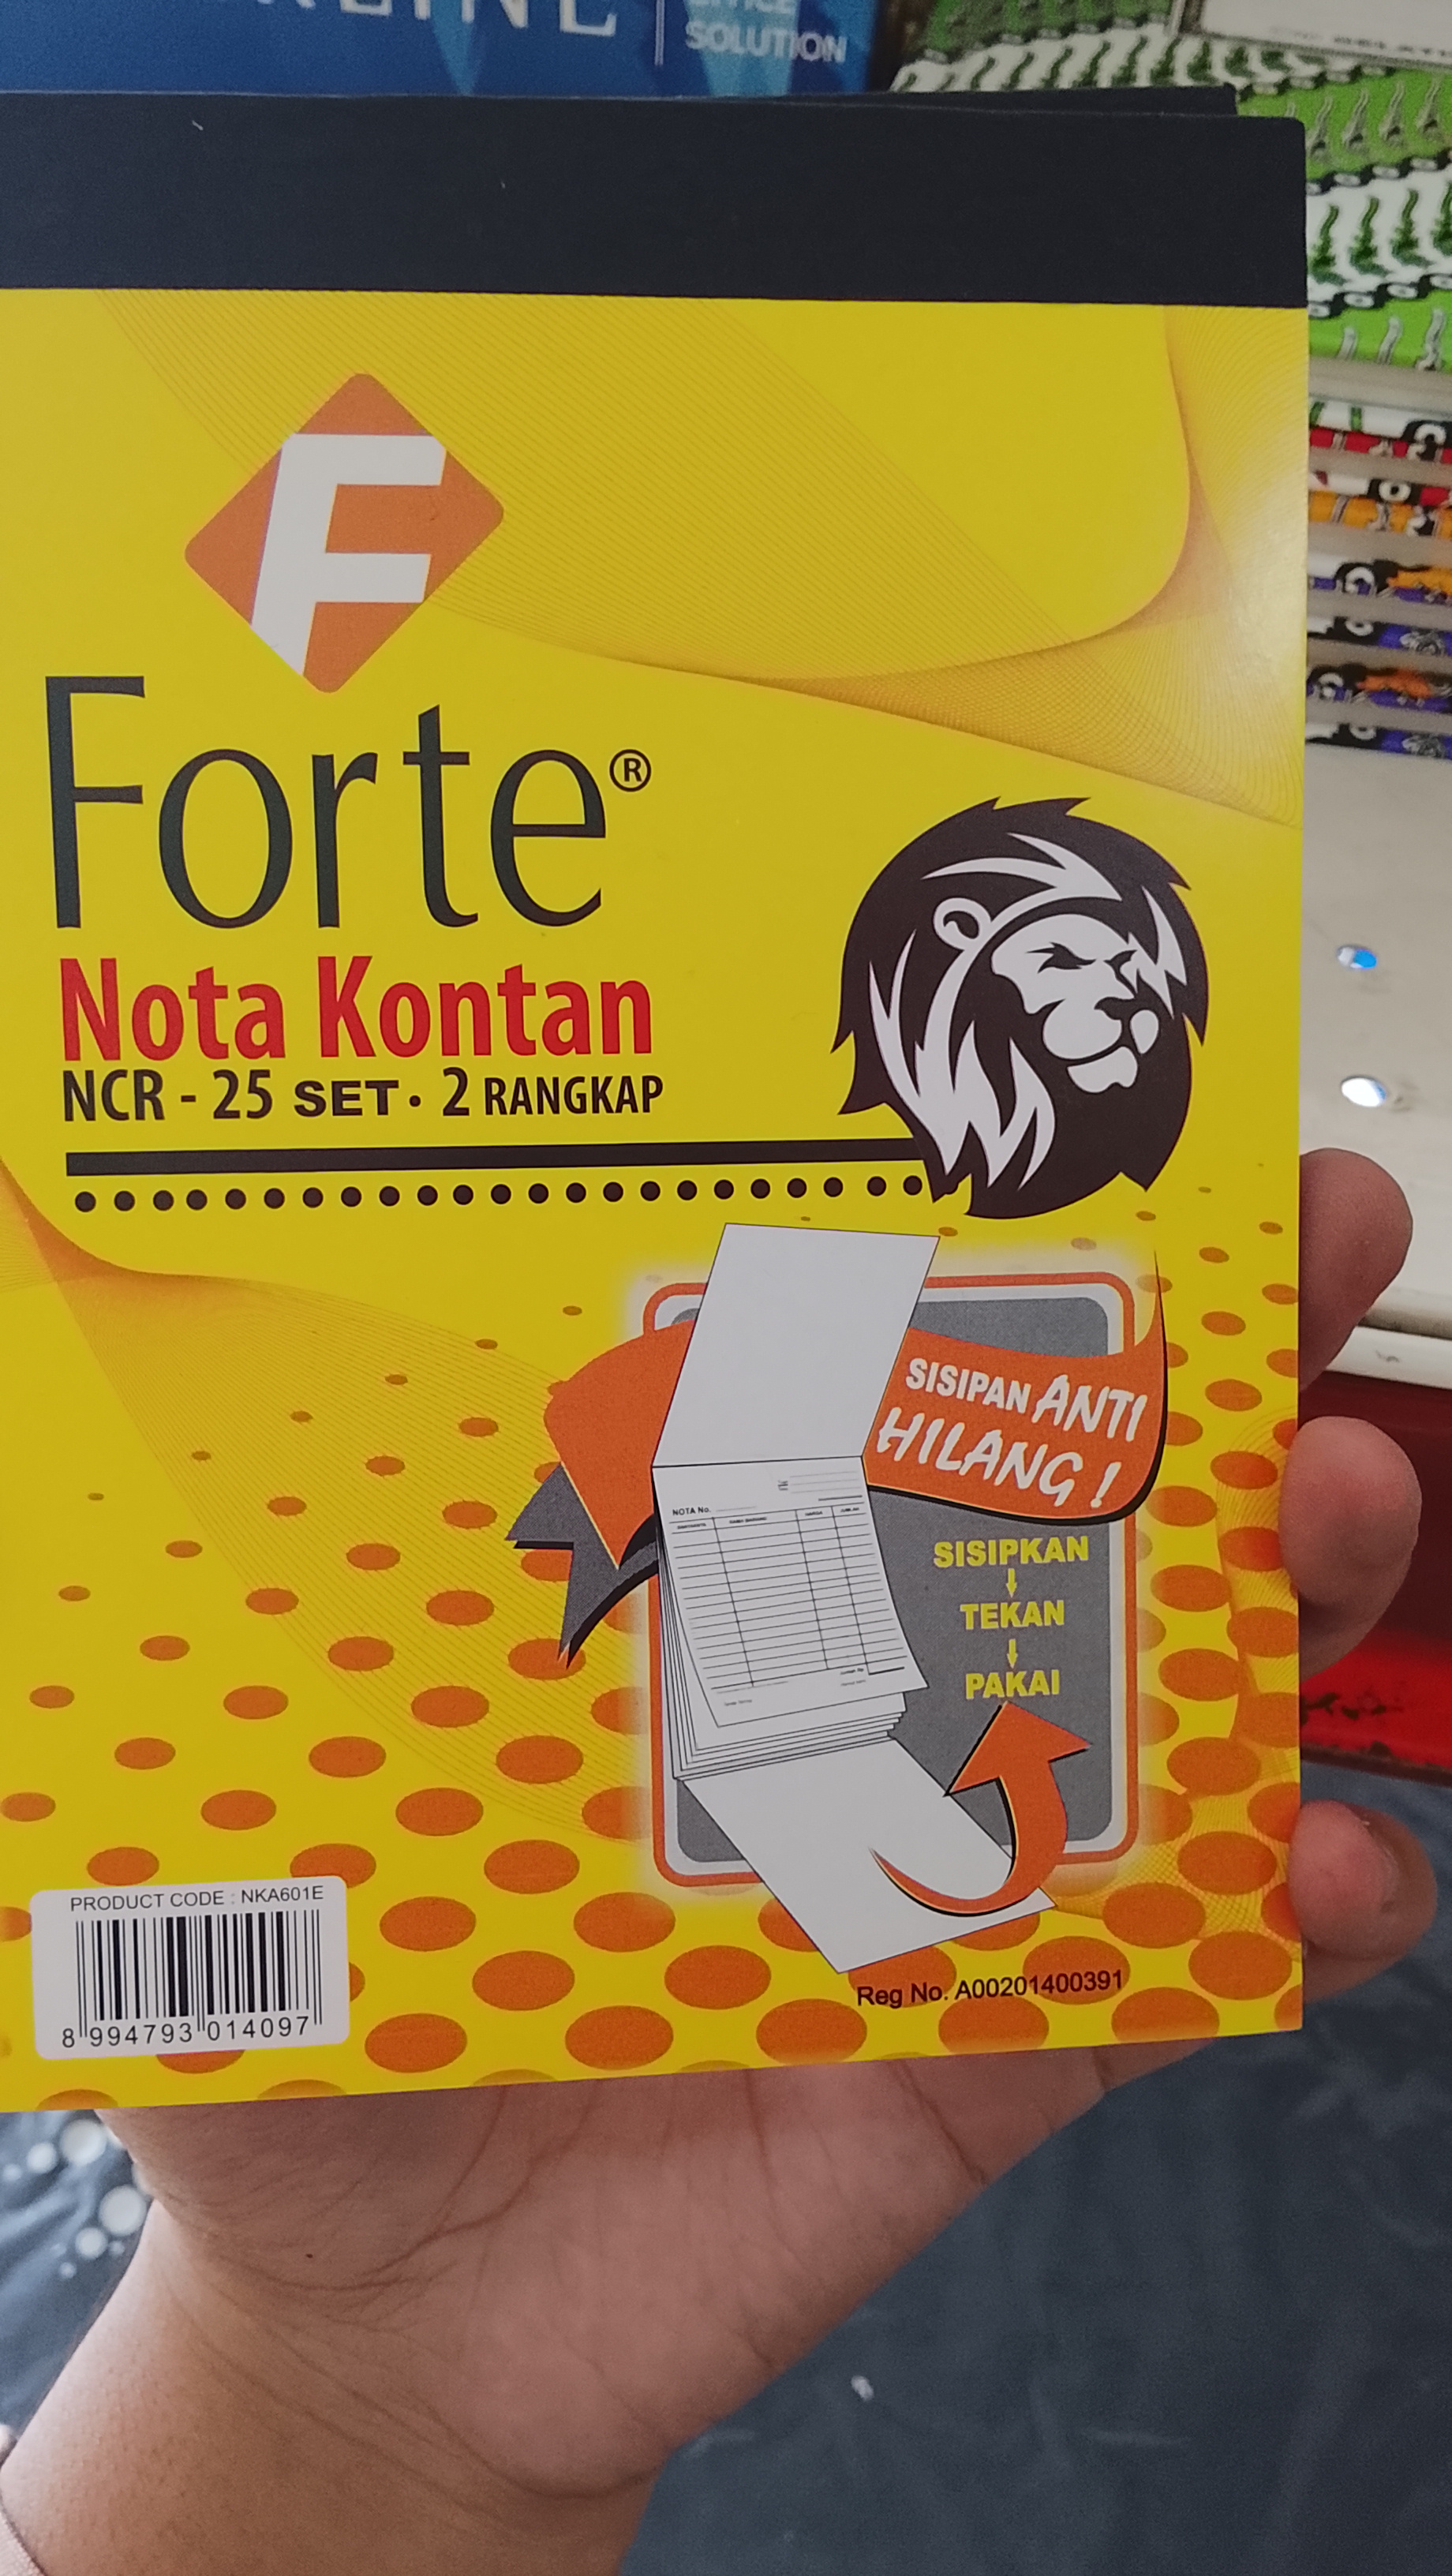 SOLUTION
F
Forte®
Nota Kontan
NCR - 25 SET · 2 RANGKAP
SISIPAN ANTI
HILANG !
NOTA No.
SISIPKAN
TEKAN
PAKAI
PRODUCT CODE : NKA601E
8 994793 014097
Reg No. A00201400391